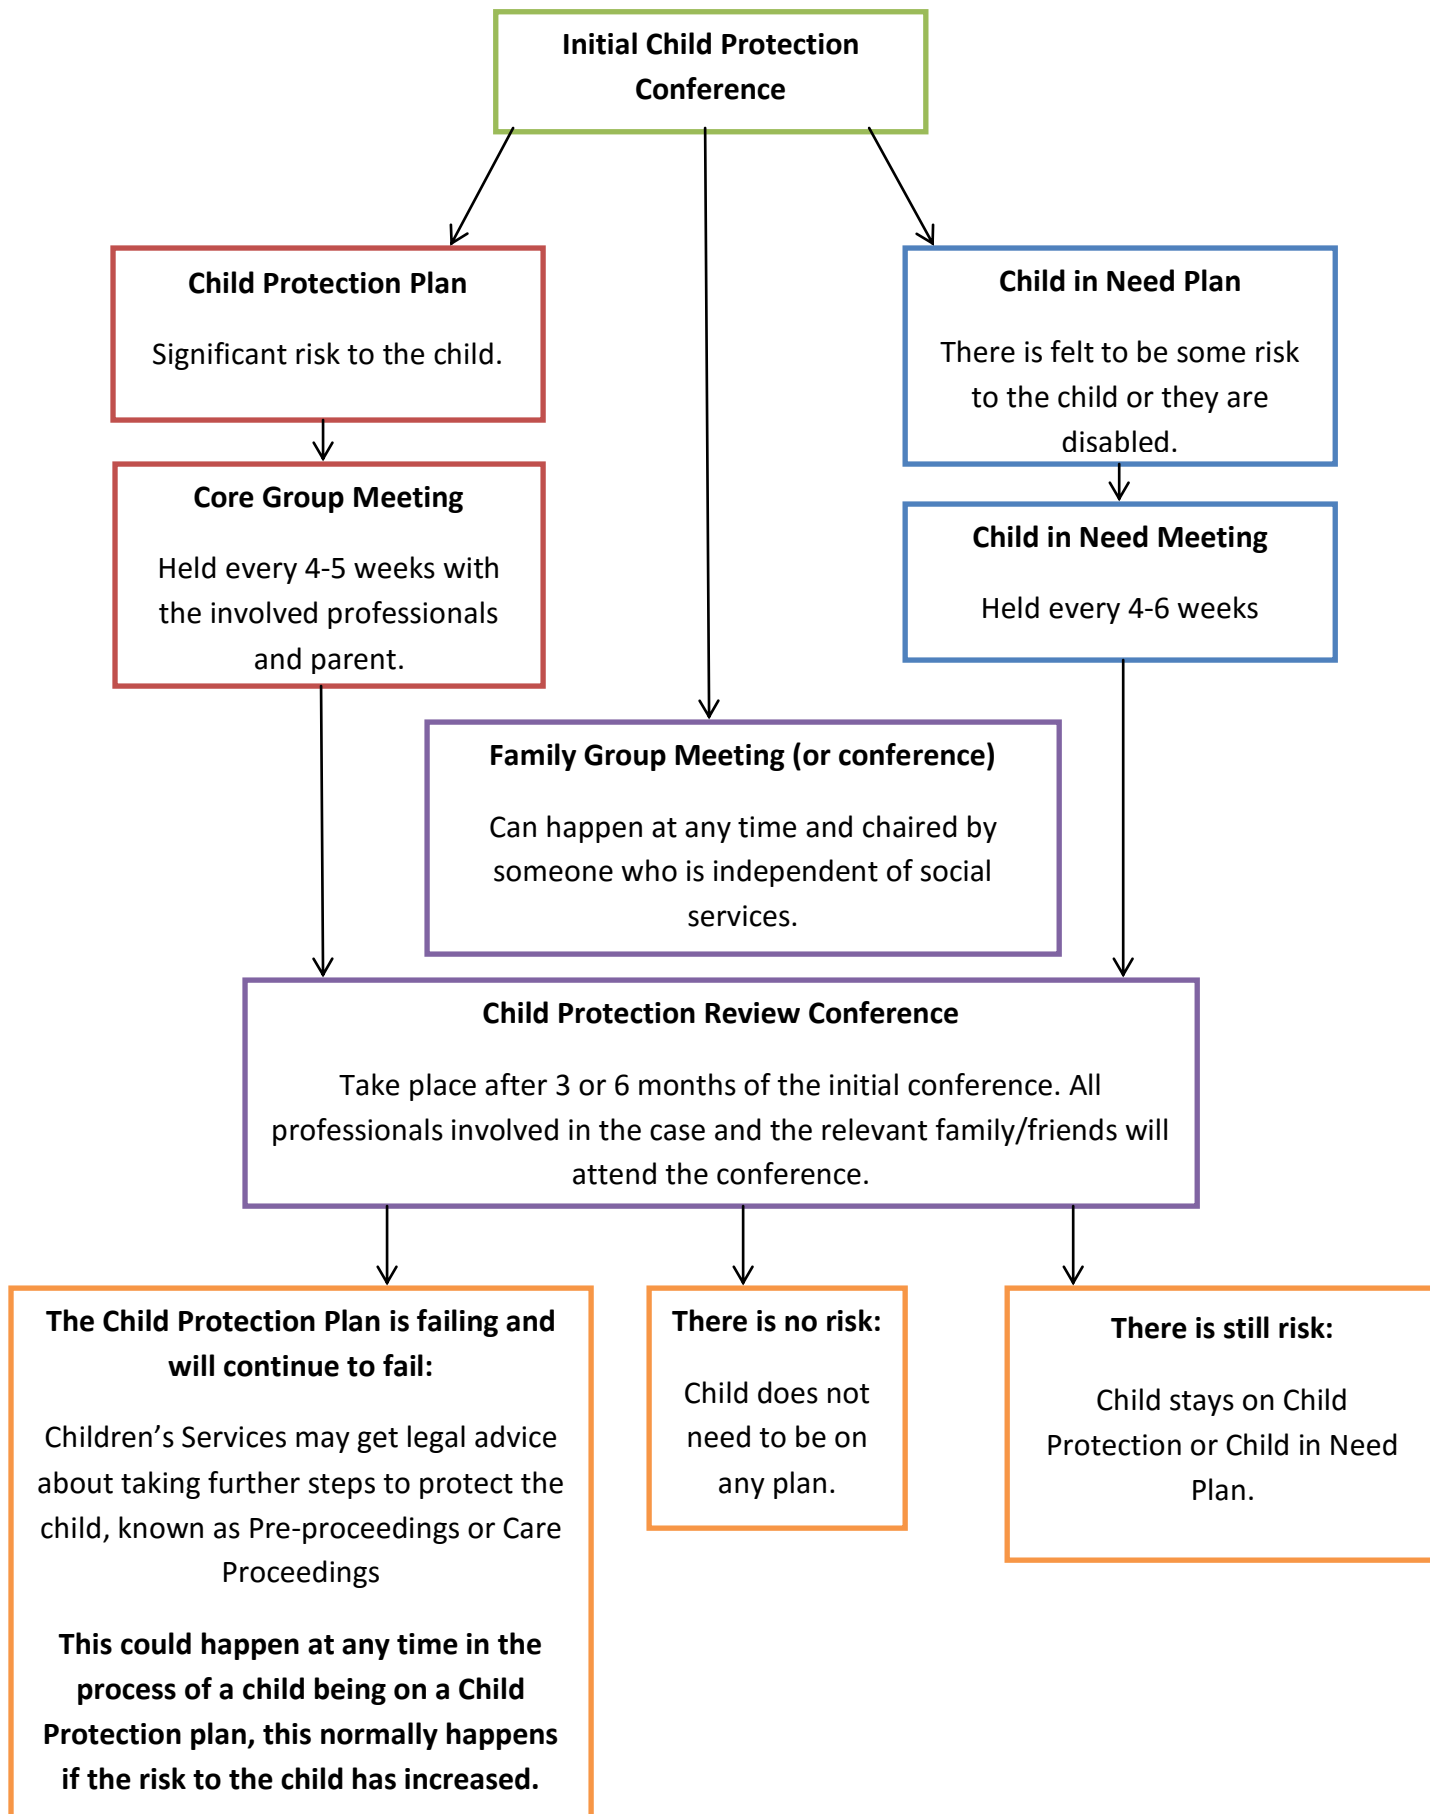 Initial Child Protection
Conference
Child Protection Plan
Significant risk to the child.
Child in Need Plan
There is felt to be some risk
to the child or they are
disabled.
Core Group Meeting
Held every 4-5 weeks with
the involved professionals
and parent.
Child in Need Meeting
Held every 4-6 weeks
Family Group Meeting (or conference)
Can happen at any time and chaired by
someone who is independent of social
services.
Child Protection Review Conference
Take place after 3 or 6 months of the initial conference. All
professionals involved in the case and the relevant family/friends will
attend the conference.
The Child Protection Plan is failing and
will continue to fail:
Children’s Services may get legal advice
about taking further steps to protect the
child, known as Pre-proceedings or Care
Proceedings
This could happen at any time in the
process of a child being on a Child
Protection plan, this normally happens
if the risk to the child has increased.
There is no risk:
Child does not
need to be on
any plan.
There is still risk:
Child stays on Child
Protection or Child in Need
Plan.